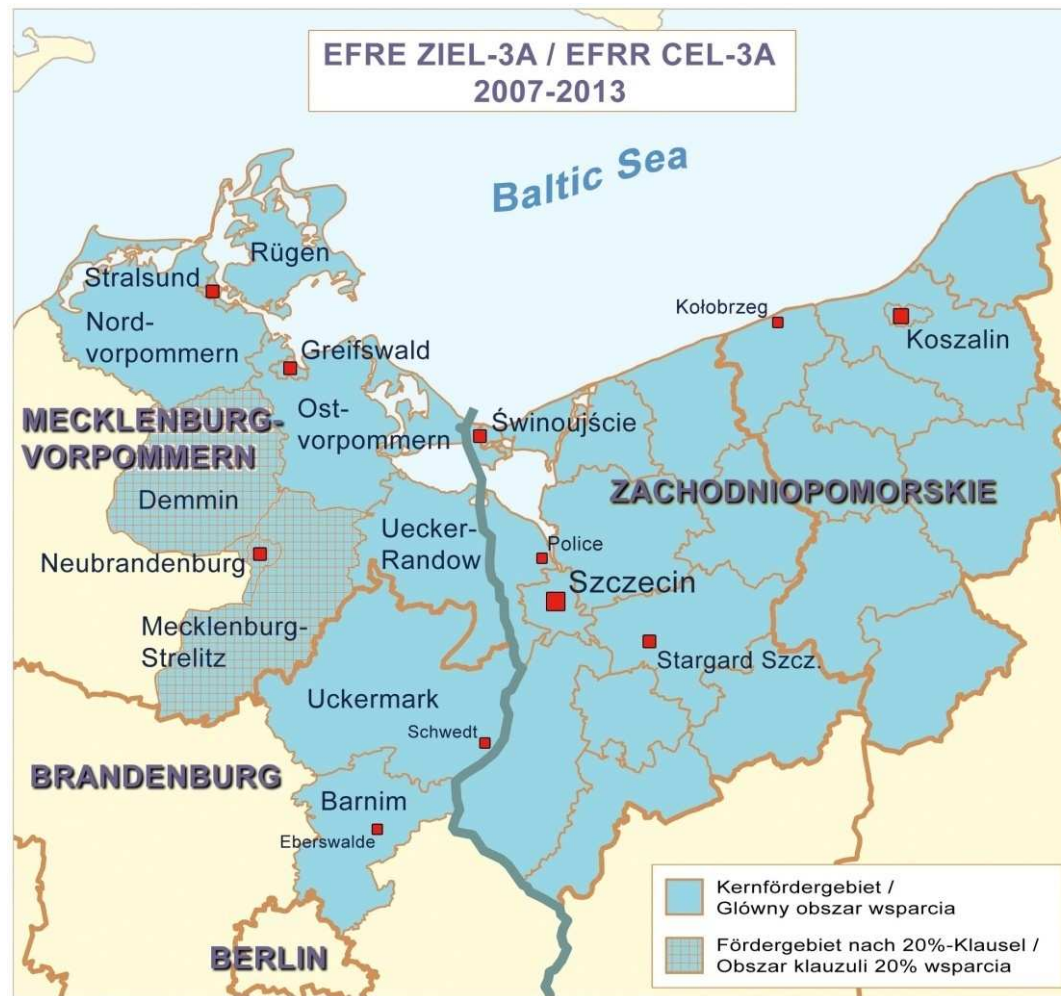 EFRE ZIEL-3A / EFRR CEL-3A
2007-2013
Baltic Sea
Rügen
Stralsund
Nord-
vorpommern
Greifswald
Kołobrzeg
Koszalin
MECKLENBURG-
VORPOMMERN
Ost-
vorpommern
Świnoujście
Demmin
ZACHODNIOPOMORSKIE
Uecker-
Randow
Police
Neubrandenburg
Szczecin
Mecklenburg-
Strelitz
Stargard Szcz.
Uckermark
Schwedt
BRANDENBURG
Barnim
Eberswalde
BERLIN
Kernfördergebiet /
Glówny obszar wsparcia
Fördergebiet nach 20%-Klausel /
Obszar klauzuli 20% wsparcia